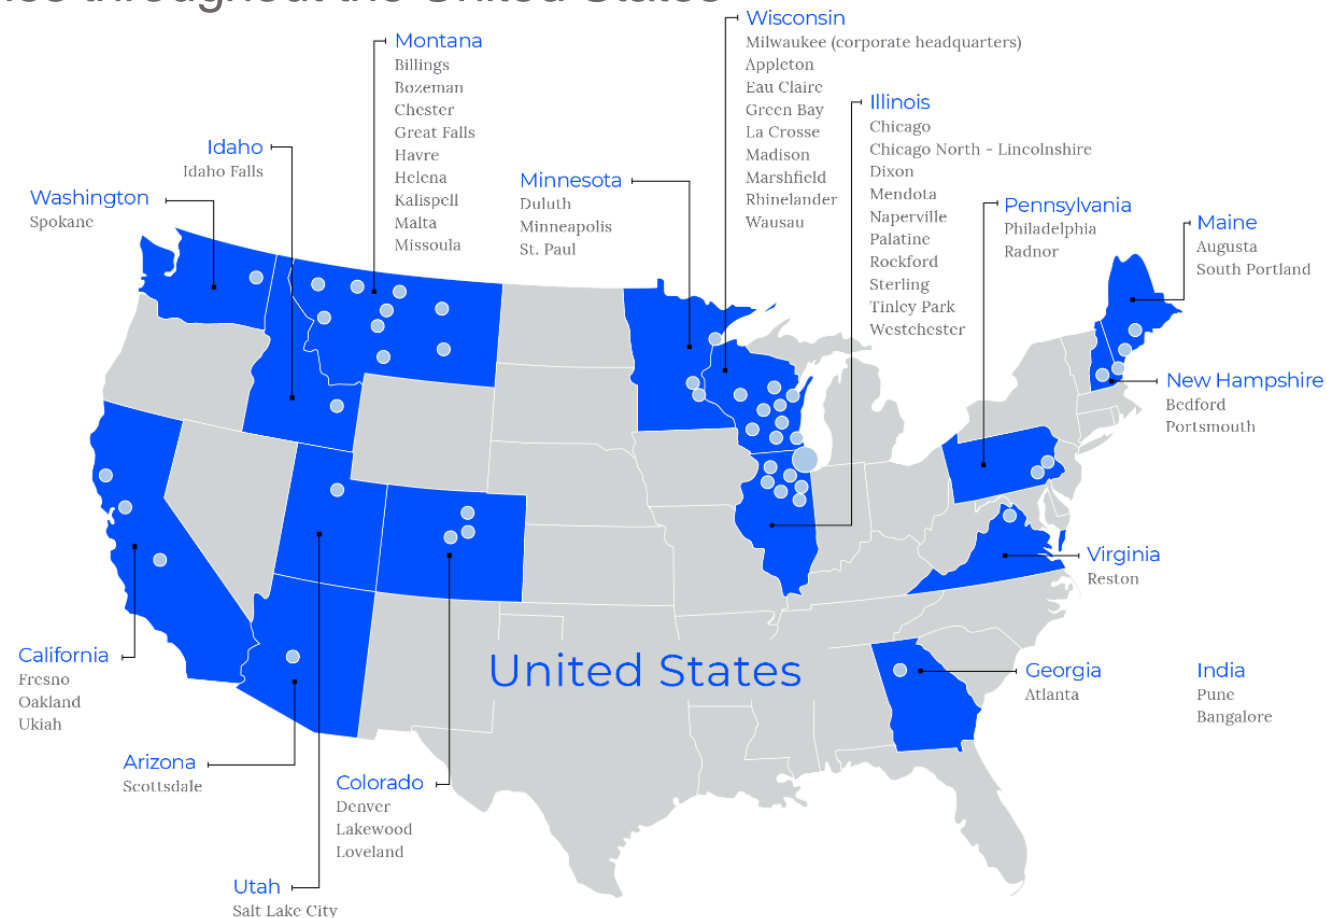 throughout the United States
Wisconsin
Milwaukee (corporate headquarters)
Appleton
Eau Claire
Green Bay
La Crosse
Madison
Marshfield
Rhinelander
Wausau
Montana
Billings
Bozeman
Chester
Great Falls
Havre
Helena
Kalispell
Malta
Missoula
Illinois
Chicago
Chicago North - Lincolnshire
Dixon
Mendota
Naperville
Palatine
Rockford
Sterling
Tinley Park
Westchester
Idaho
Idaho Falls
Minnesota
Duluth
Minneapolis
St. Paul
Washington
Spokane
Pennsylvania
Philadelphia
Radnor
Maine
Augusta
South Portland
New Hampshire
Bedford
Portsmouth
Virginia
Reston
United States
California
Fresno
Oakland
Ukiah
Georgia
Atlanta
India
Pune
Bangalore
Arizona
Scottsdale
Colorado
Denver
Lakewood
Loveland
Utah
Salt Lake City